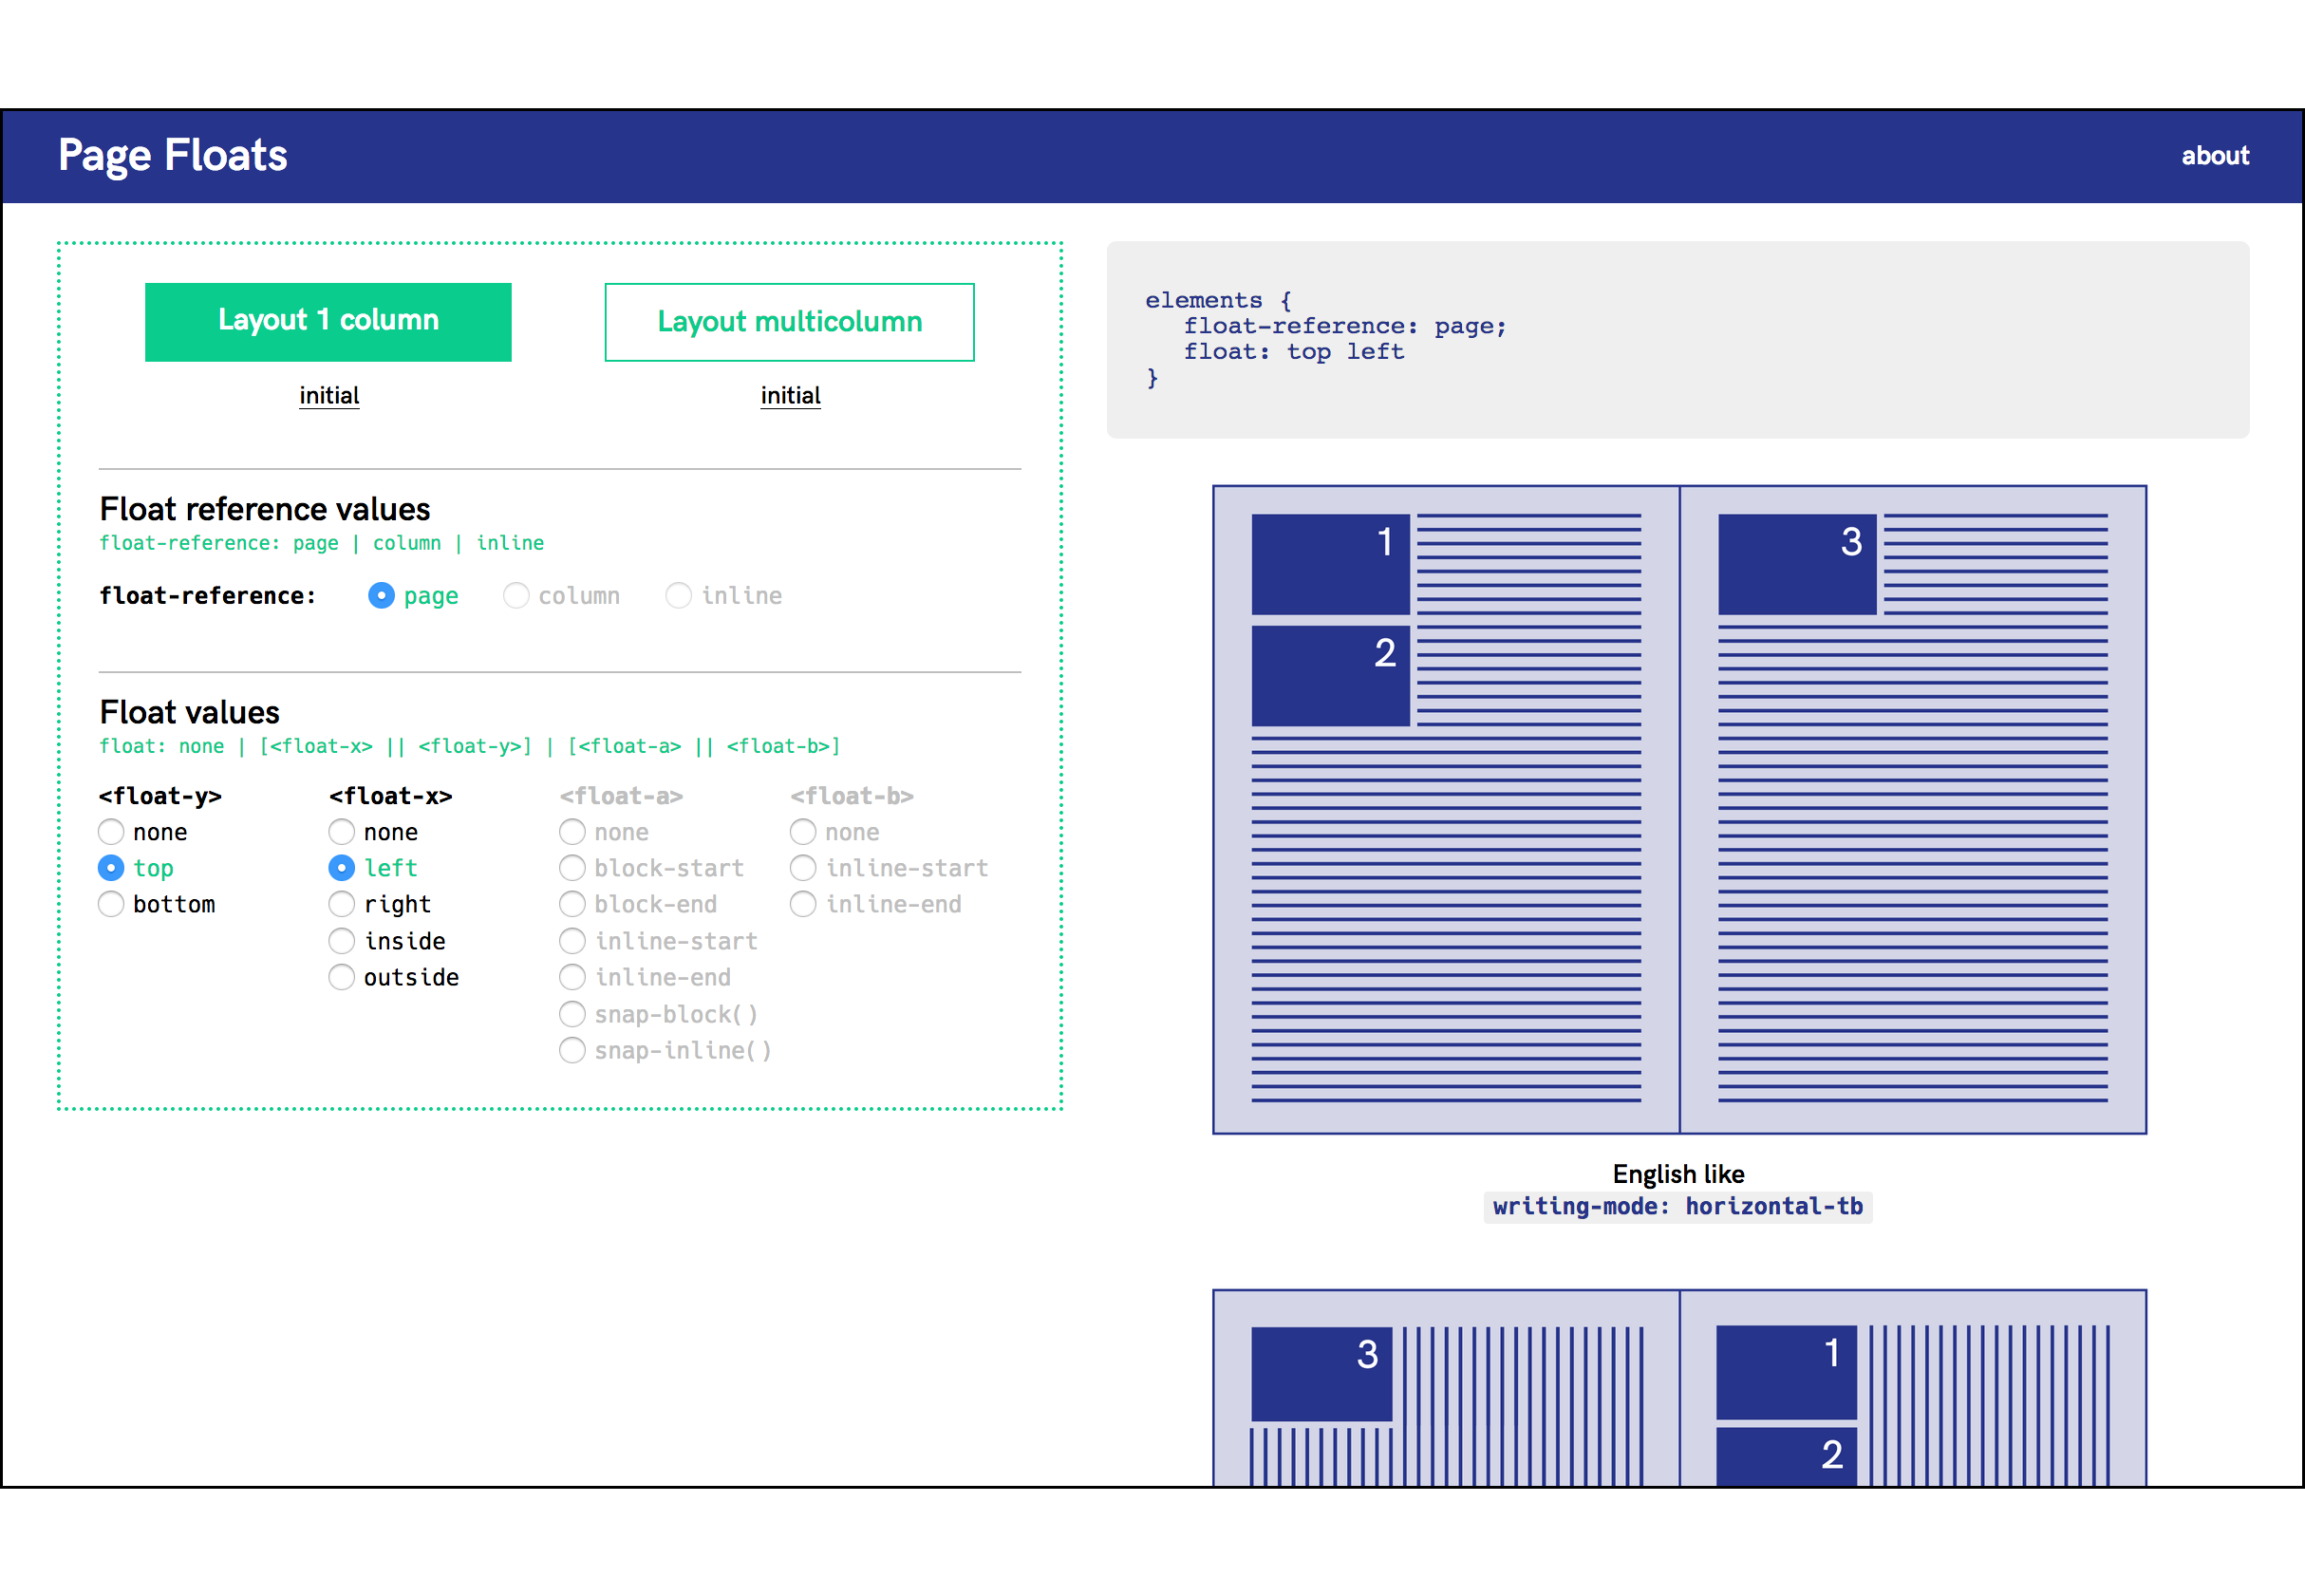 Page Floats
about
Layout 1 column
Layout multicolumn
initial
initial
Float reference values
float-reference: page | column | inline
float-reference: page column inline
Float values
float: none | [<float-x> || <float-y>] | [<float-a> || <float-b>]
<float-y>
none
top
bottom
<float-x>
none
left
right
inside
outside
<float-a>
none
block-start
block-end
inline-start
inline-end
snap-block()
snap-inline()
<float-b>
none
inline-start
inline-end
elements {
float-reference: page;
float: top left
}
1
2
3
English like
writing-mode: horizontal-tb
3
1
2